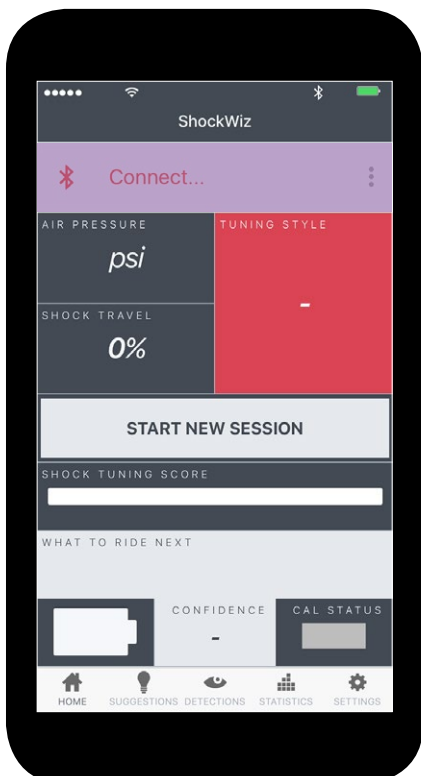 ShockWiz
Connect...
AIR PRESSURE
psi
TUNING STYLE
-
SHOCK TRAVEL
0%
START NEW SESSION
SHOCK TUNING SCORE
WHAT TO RIDE NEXT
CONFIDENCE
-
CAL STATUS
HOME SUGGESTIONS DETECTIONS STATISTICS SETTINGS